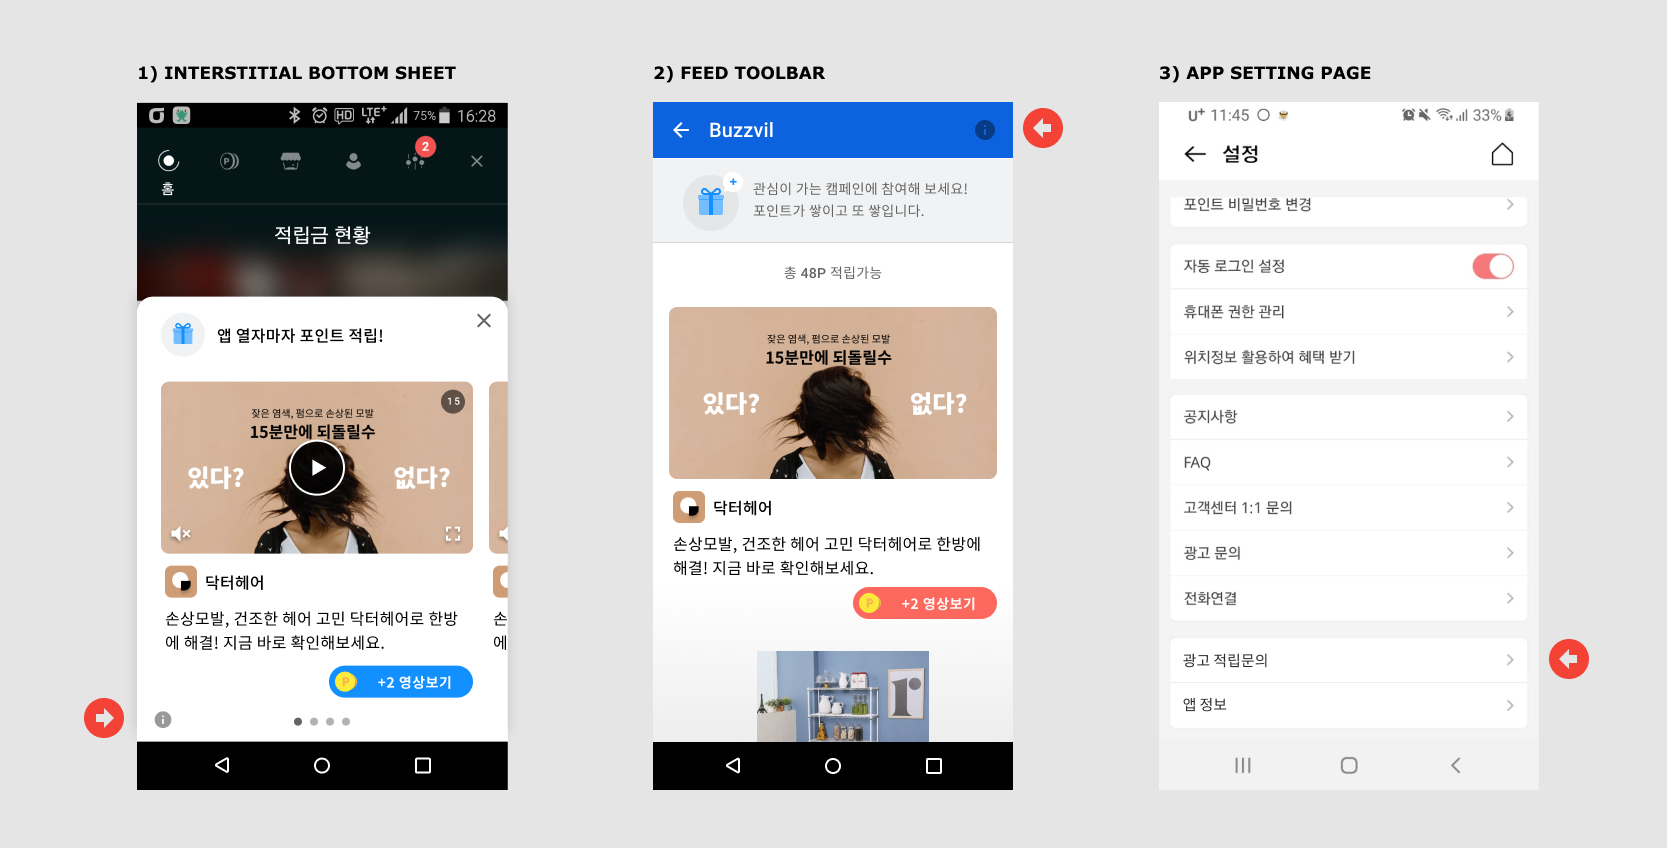 1) INTERSTITIAL BOTTOM SHEET
HD LTE+ 75% 16:28
2
홈
적립금 현황
앱 열자마자 포인트 적립!
15
잦은 염색, 펌으로 손상된 모발
15분만에 되돌릴수
있다? 없다?
닥터헤어
손상모발, 건조한 헤어 고민 닥터헤어로 한방
에 해결! 지금 바로 확인해보세요.
손
에
P +2 영상보기
2) FEED TOOLBAR
Buzzvil
관심이 가는 캠페인에 참여해 보세요!
포인트가 쌓이고 또 쌓입니다.
총 48P 적립가능
잦은 염색, 펌으로 손상된 모발
15분만에 되돌릴수
있다? 없다?
닥터헤어
손상모발, 건조한 헤어 고민 닥터헤어로 한방에
해결! 지금 바로 확인해보세요.
P +2 영상보기
3) APP SETTING PAGE
U+ 11:45 33%
설정
포인트 비밀번호 변경
자동 로그인 설정
휴대폰 권한 관리
위치정보 활용하여 혜택 받기
공지사항
FAQ
고객센터 1:1 문의
광고 문의
전화연결
광고 적립문의
앱 정보